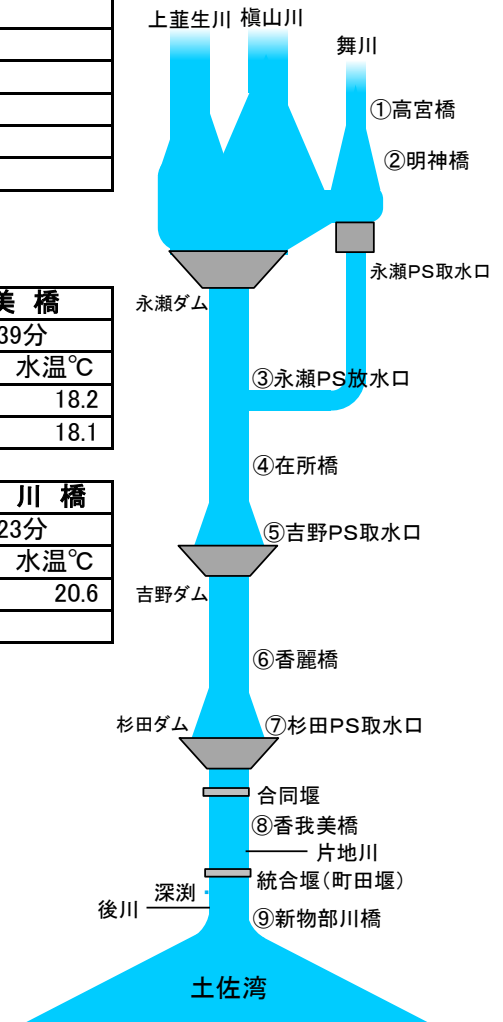 上韮生川 槇山川
舞川
①高宮橋
②明神橋
永瀬PS取水口
永瀬ダム
③永瀬PS放水口
④在所橋
⑤吉野PS取水口
吉野ダム
⑥香麗橋
杉田ダム
⑦杉田PS取水口
合同堰
⑧香我美橋
片地川
統合堰(町田堰)
深渕
後川
⑨新物部川橋
土佐湾
美 橋
39分
水温℃
18.2
18.1
川 橋
23分
水温℃
20.6